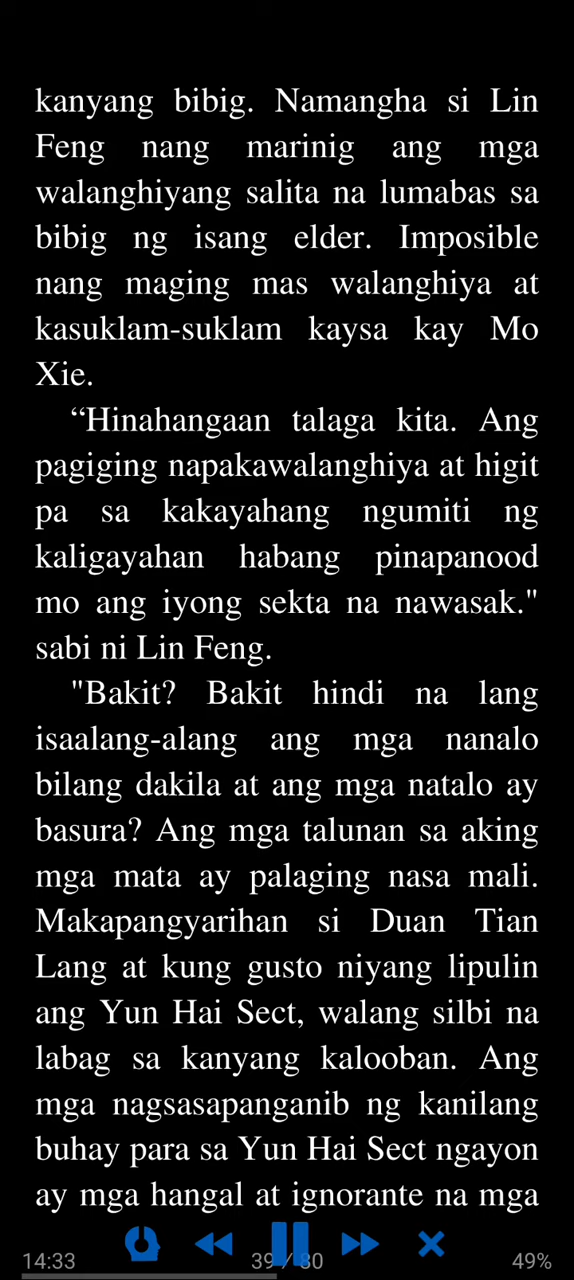 kanyang bibig. Namangha si Lin
Feng nang marinig ang mga
walanghiyang salita na lumabas sa
bibig ng isang elder. Imposible
nang maging mas walanghiya at
kasuklam-suklam kaysa kay Mo
Xie.
“Hinahangaan talaga kita. Ang
pagiging napakawalanghiya at higit
pa sa kakayahang ngumiti ng
kaligayahan habang pinapanood
mo ang iyong sekta na nawasak."
sabi ni Lin Feng.
"Bakit? Bakit hindi na lang
isaalang-alang ang mga nanalo
bilang dakila at ang mga natalo ay
basura? Ang mga talunan sa aking
mga mata ay palaging nasa mali.
Makapangyarihan si Duan Tian
Lang at kung gusto niyang lipulin
ang Yun Hai Sect, walang silbi na
labag sa kanyang kalooban. Ang
mga nagsasapanganib ng kanilang
buhay para sa Yun Hai Sect ngayon
ay mga hangal at ignorante na mga
14:33 39 / 80 49%